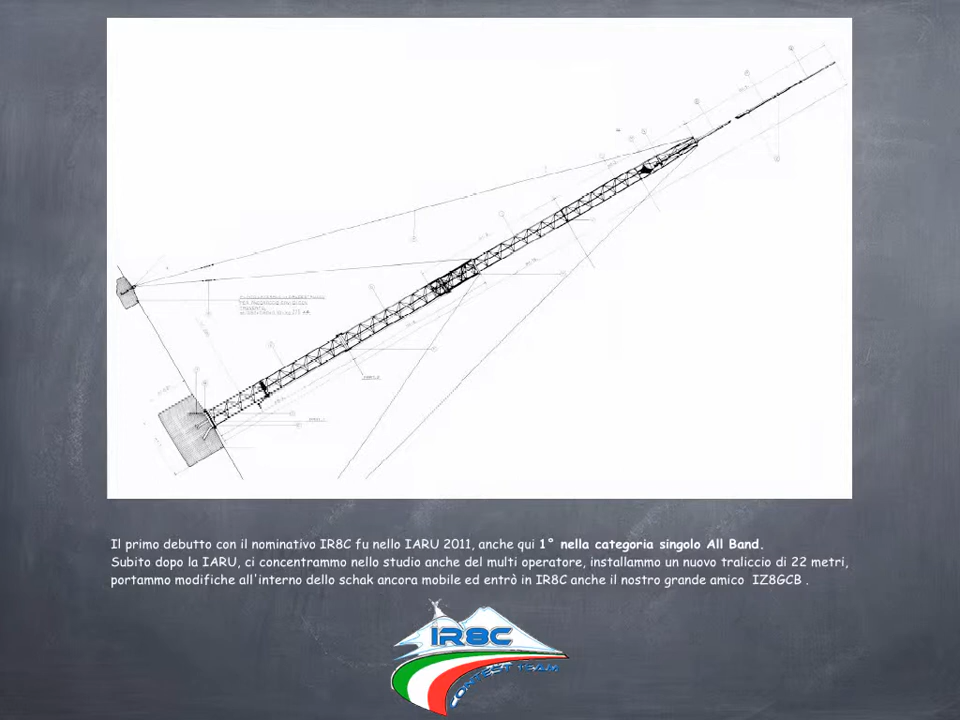 Il primo debutto con il nominativo IR8C fu nello IARU 2011, anche qui 1° nella categoria singolo All Band.
Subito dopo la IARU, ci concentrammo nello studio anche del multi operatore, installammo un nuovo traliccio di 22 metri,
portammo modifiche all'interno dello schak ancora mobile ed entrò in IR8C anche il nostro grande amico IZ8GCB .
IR8C
CONTEST TEAM